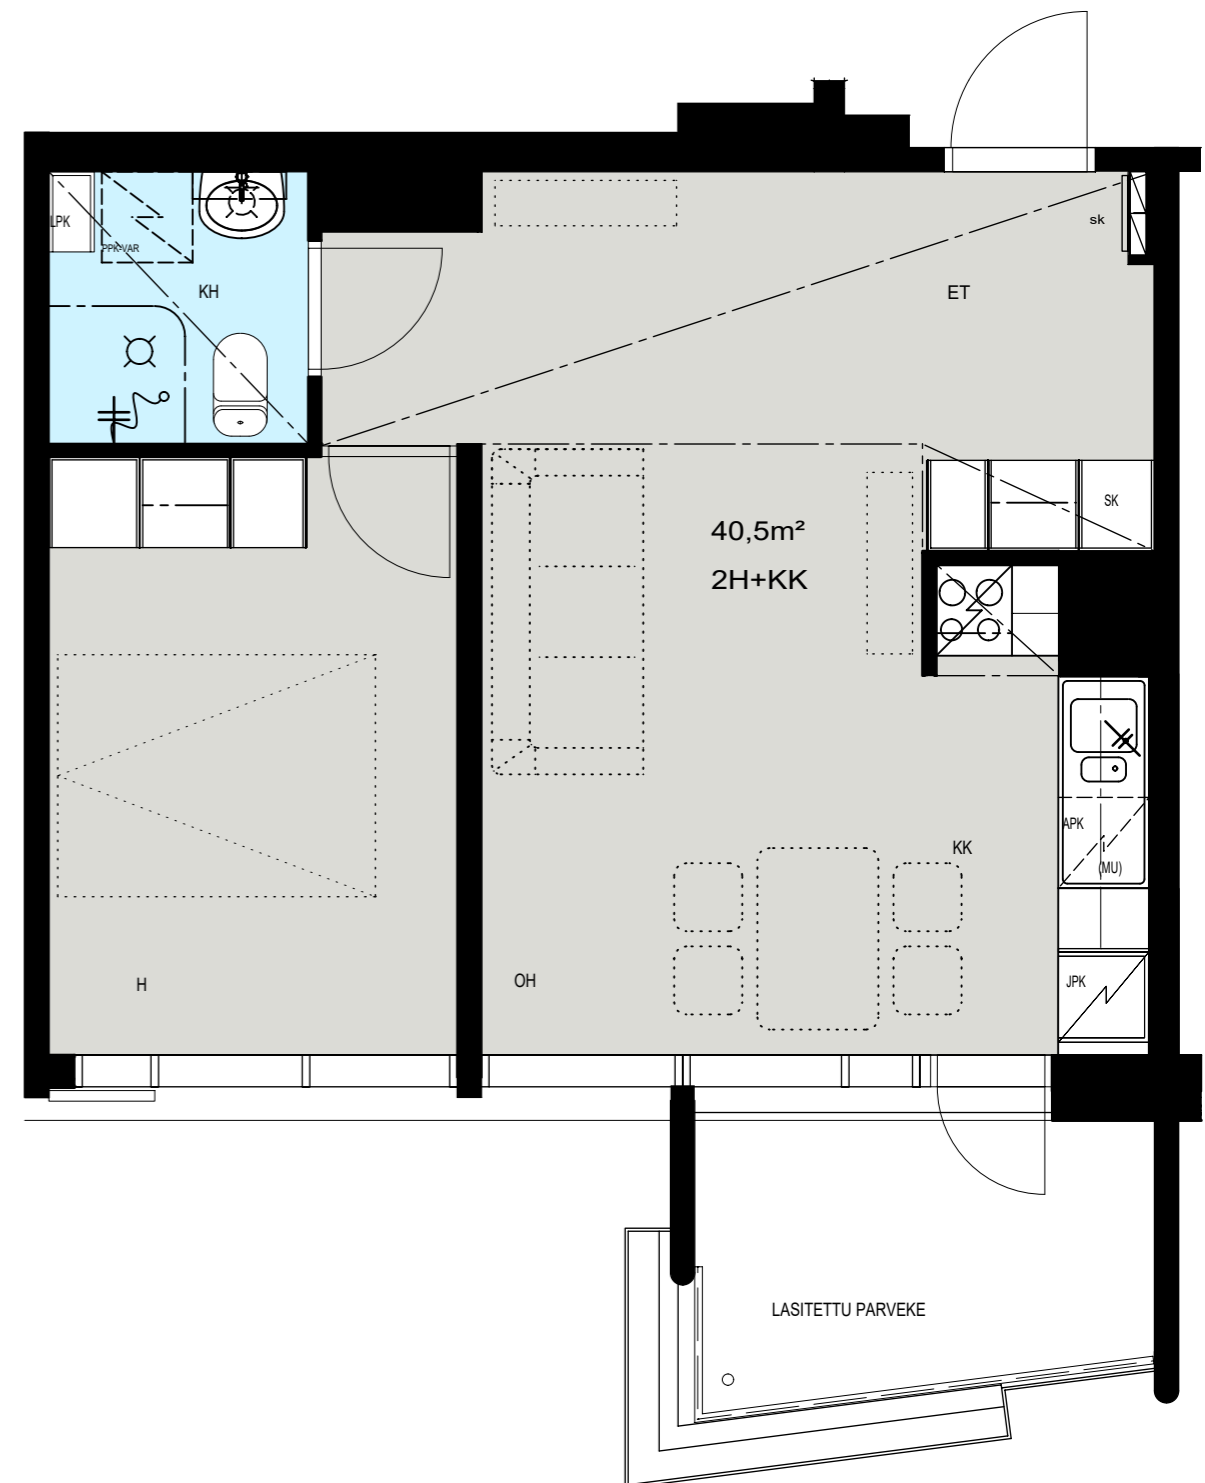 LPK
PPK-VAR
KH
sk
ET
SK
40,5m²
2H+KK
APK
(MU)
KK
JPK
H
OH
LASITETTU PARVEKE